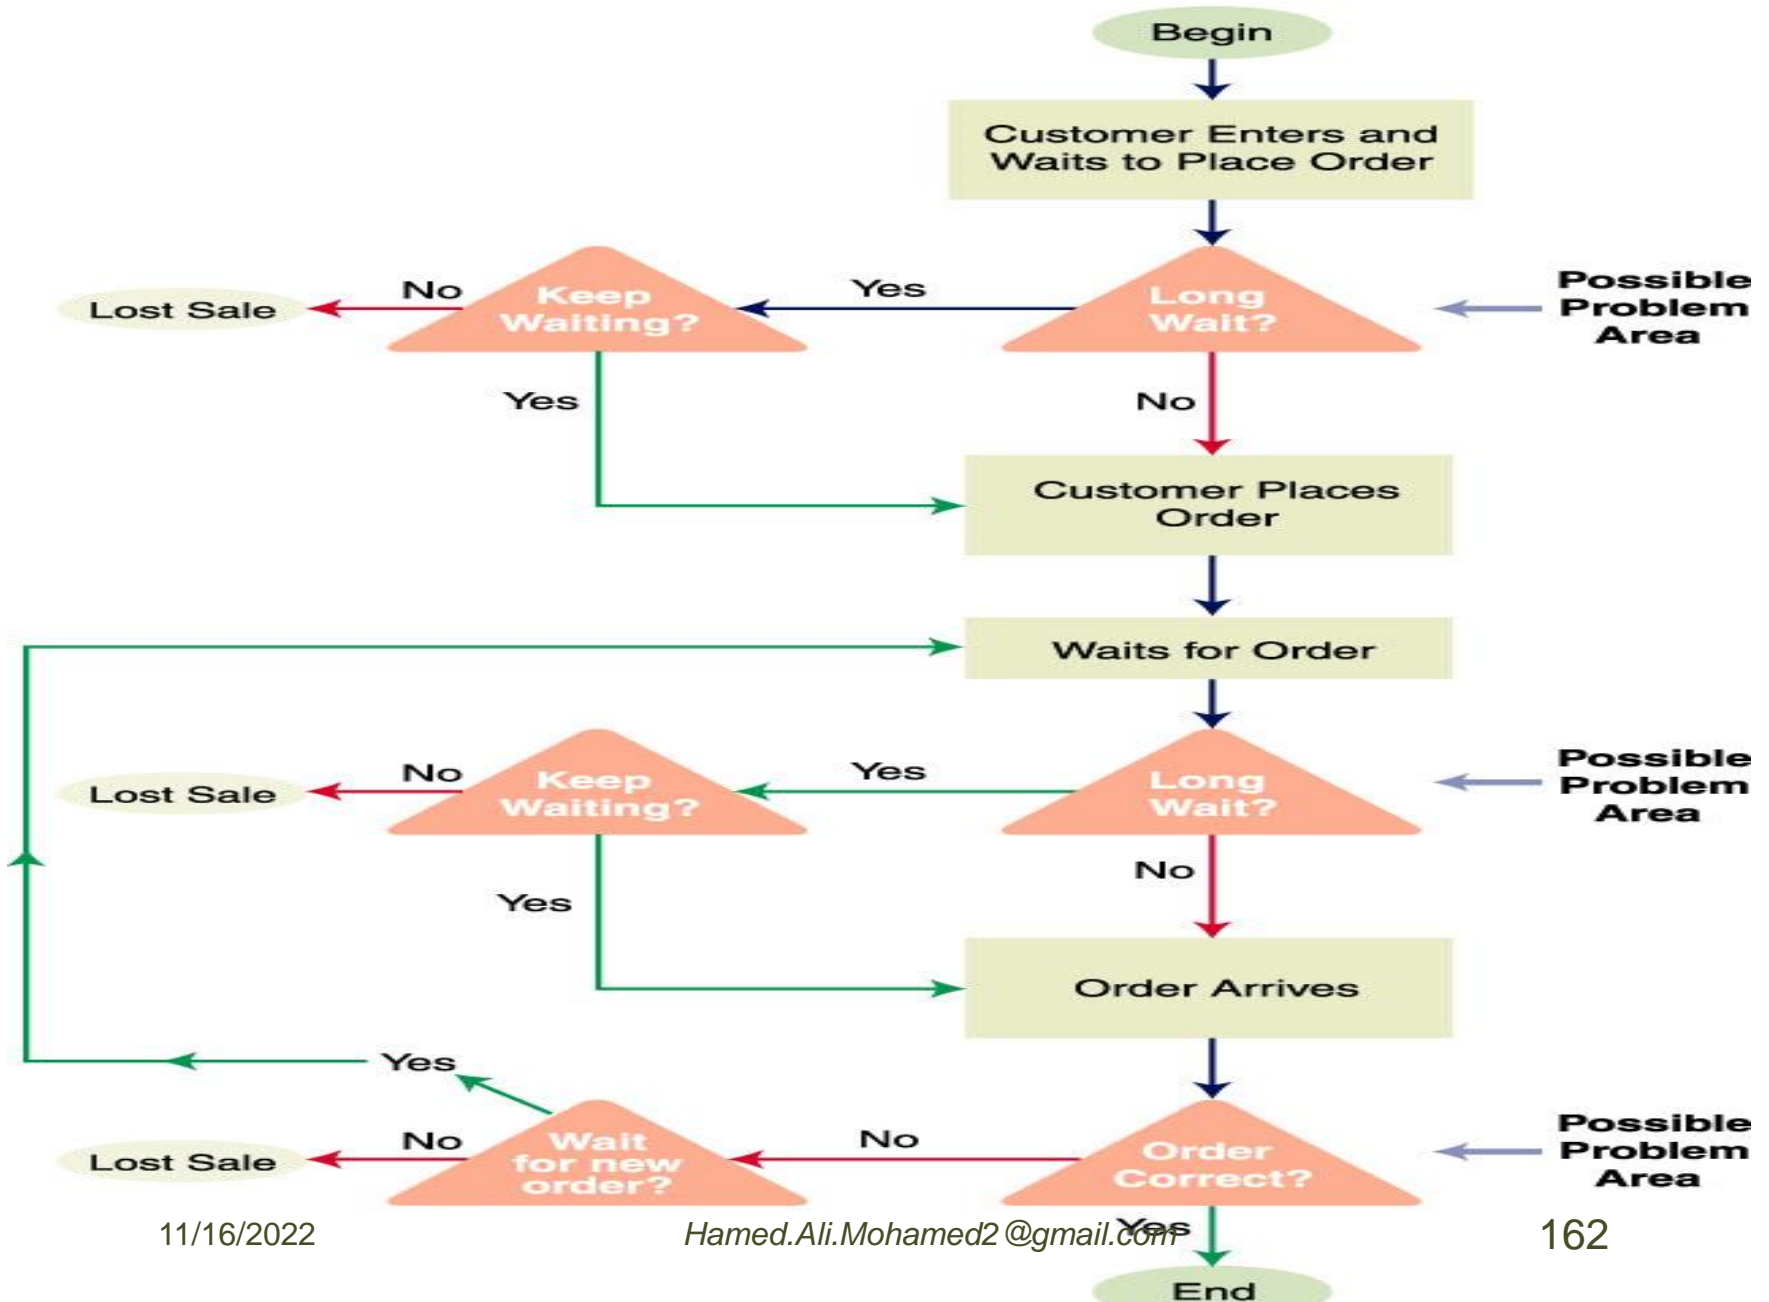 Begin
Customer Enters and
Waits to Place Order
Lost Sale
No
Keep
Waiting?
Yes
Long
Wait?
Possible
Problem
Area
Yes
No
Customer Places
Order
Waits for Order
Lost Sale
No
Keep
Waiting?
Yes
Long
Wait?
Possible
Problem
Area
Yes
No
Order Arrives
Yes
Lost Sale
No
Wait
for new
order?
No
Order
Correct?
Possible
Problem
Area
Yes
11/16/2022
Hamed.Ali.Mohamed2@gmail.com
162
End